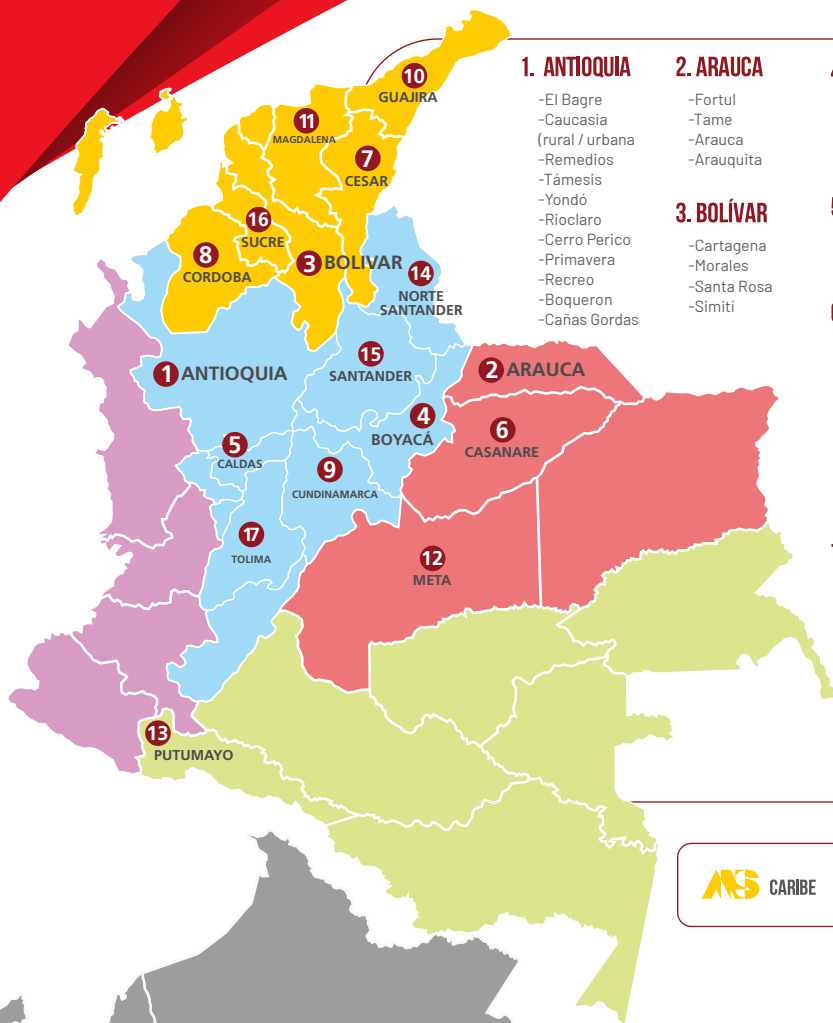 1. ANTIOQUIA
-El Bagre
-Caucasia
(rural / urbana
-Remedios
-Támesis
-Yondó
-Rioclaro
-Cerro Perico
-Primavera
-Recreo
-Boqueron
-Cañas Gordas
2. ARAUCA
-Fortul
-Tame
-Arauca
-Arauquita
3. BOLÍVAR
-Cartagena
-Morales
-Santa Rosa
-Simití
10
GUAJIRA
11
MAGDALENA
7
CESAR
16
SUCRE
8
CORDOBA
3 BOLIVAR
14
NORTE
SANTANDER
1 ANTIOQUIA
15
SANTANDER
2 ARAUCA
4
BOYACÁ
6
CASANARE
5
CALDAS
9
CUNDINAMARCA
17
TOLIMA
12
META
13
PUTUMAYO
CARIBE